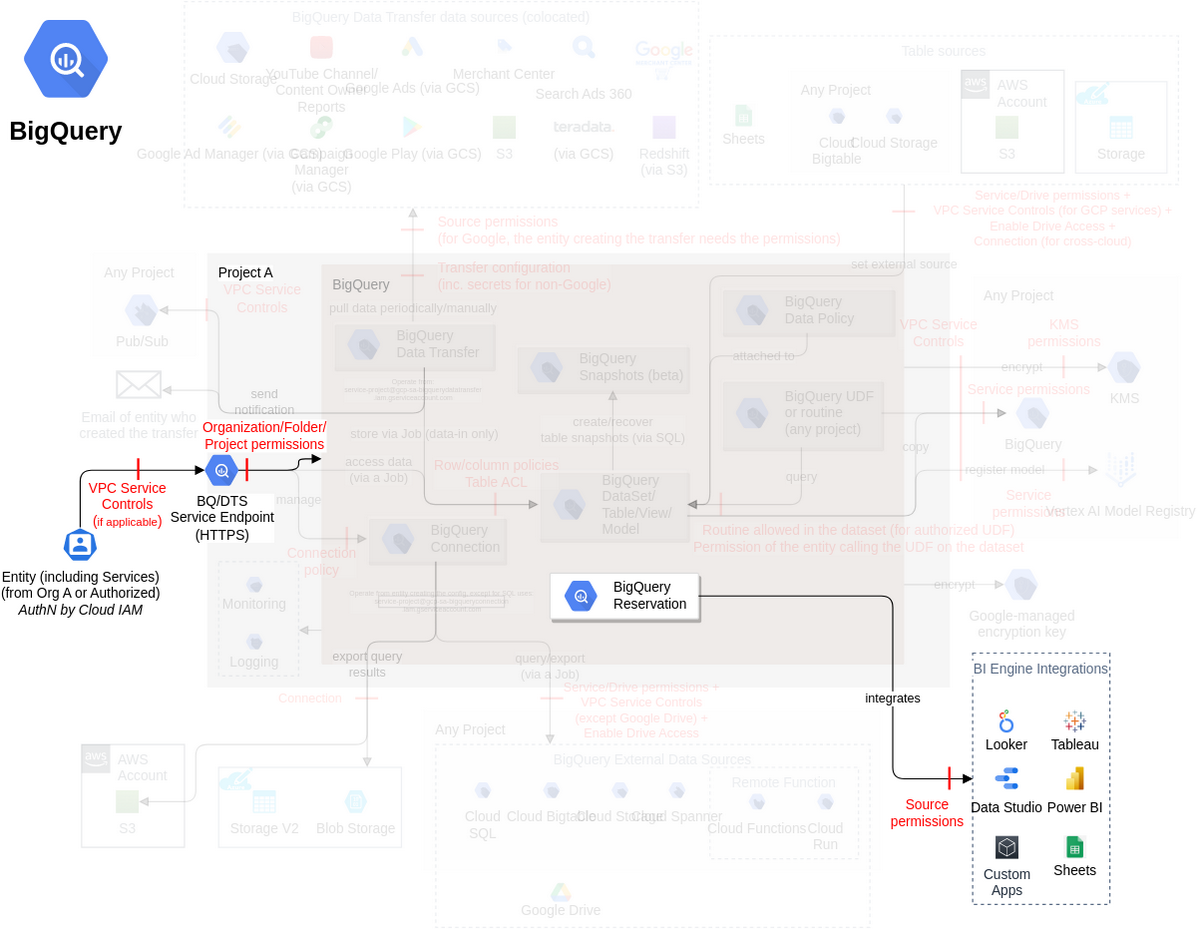 BigQuery Data Transfer data sources (colocated)
Cloud Storage
YouTube Channel/
Content Owner
Reports
Google Ads (via GCS)
Merchant Center
Search Ads 360
Google
Google Ad Manager (via GCS)
Campaign
Manager
(via GCS)
Google Play (via GCS)
S3
teradata.
(via GCS)
Redshift
(via S3)
BigQuery
Table sources
Sheets
Any Project
Cloud
Bigtable
Cloud Storage
aws
AWS
Account
S3
Storage
Source permissions
(for Google, the entity creating the transfer needs the permissions)
Service/Drive permissions +
VPC Service Controls (for GCP services) +
Enable Drive Access +
Connection (for cross-cloud)
Transfer configuration
(inc. secrets for non-Google)
set external source
Any Project
Pub/Sub
Project A
VPC Service
Controls
BigQuery
pull data periodically/manually
BigQuery
Data Transfer
BigQuery
Snapshots (beta)
BigQuery
Data Policy
attached to
BigQuery UDF
or routine
(any project)
Any Project
VPC Service
Controls
KMS
permissions
encrypt
KMS
Service permissions
BigQuery
copy
register model
Service
permissions
Vertex AI Model Registry
Email of entity who
created the transfer
send
notification
store via Job (data-in only)
create/recover
table snapshots (via SQL)
Organization/Folder/
Project permissions
access data
(via a Job)
Row/column policies
Table ACL
BigQuery
DataSet/
Table/View/
Model
query
VPC Service
Controls
(if applicable)
BQ/DTS
Service Endpoint
(HTTPS)
manage
Connection
policy
BigQuery
Connection
Routine allowed in the dataset (for authorized UDF)
Permission of the entity calling the UDF on the dataset
Entity (including Services)
(from Org A or Authorized)
AuthN by Cloud IAM
Monitoring
Logging
BigQuery
Reservation
encrypt
Google-managed
encryption key
export query
results
query/export
(via a Job)
Connection
Service/Drive permissions +
VPC Service Controls
(except Google Drive) +
Enable Drive Access
integrates
BI Engine Integrations
Looker
Tableau
Data Studio
Power BI
Custom
Apps
Sheets
Source
permissions
aws
AWS
Account
S3
Storage V2
Blob Storage
Any Project
BigQuery External Data Sources
Cloud
SQL
Cloud Bigtable
Cloud Storage
Cloud Spanner
Remote Function
Cloud Functions
Cloud
Run
Google Drive